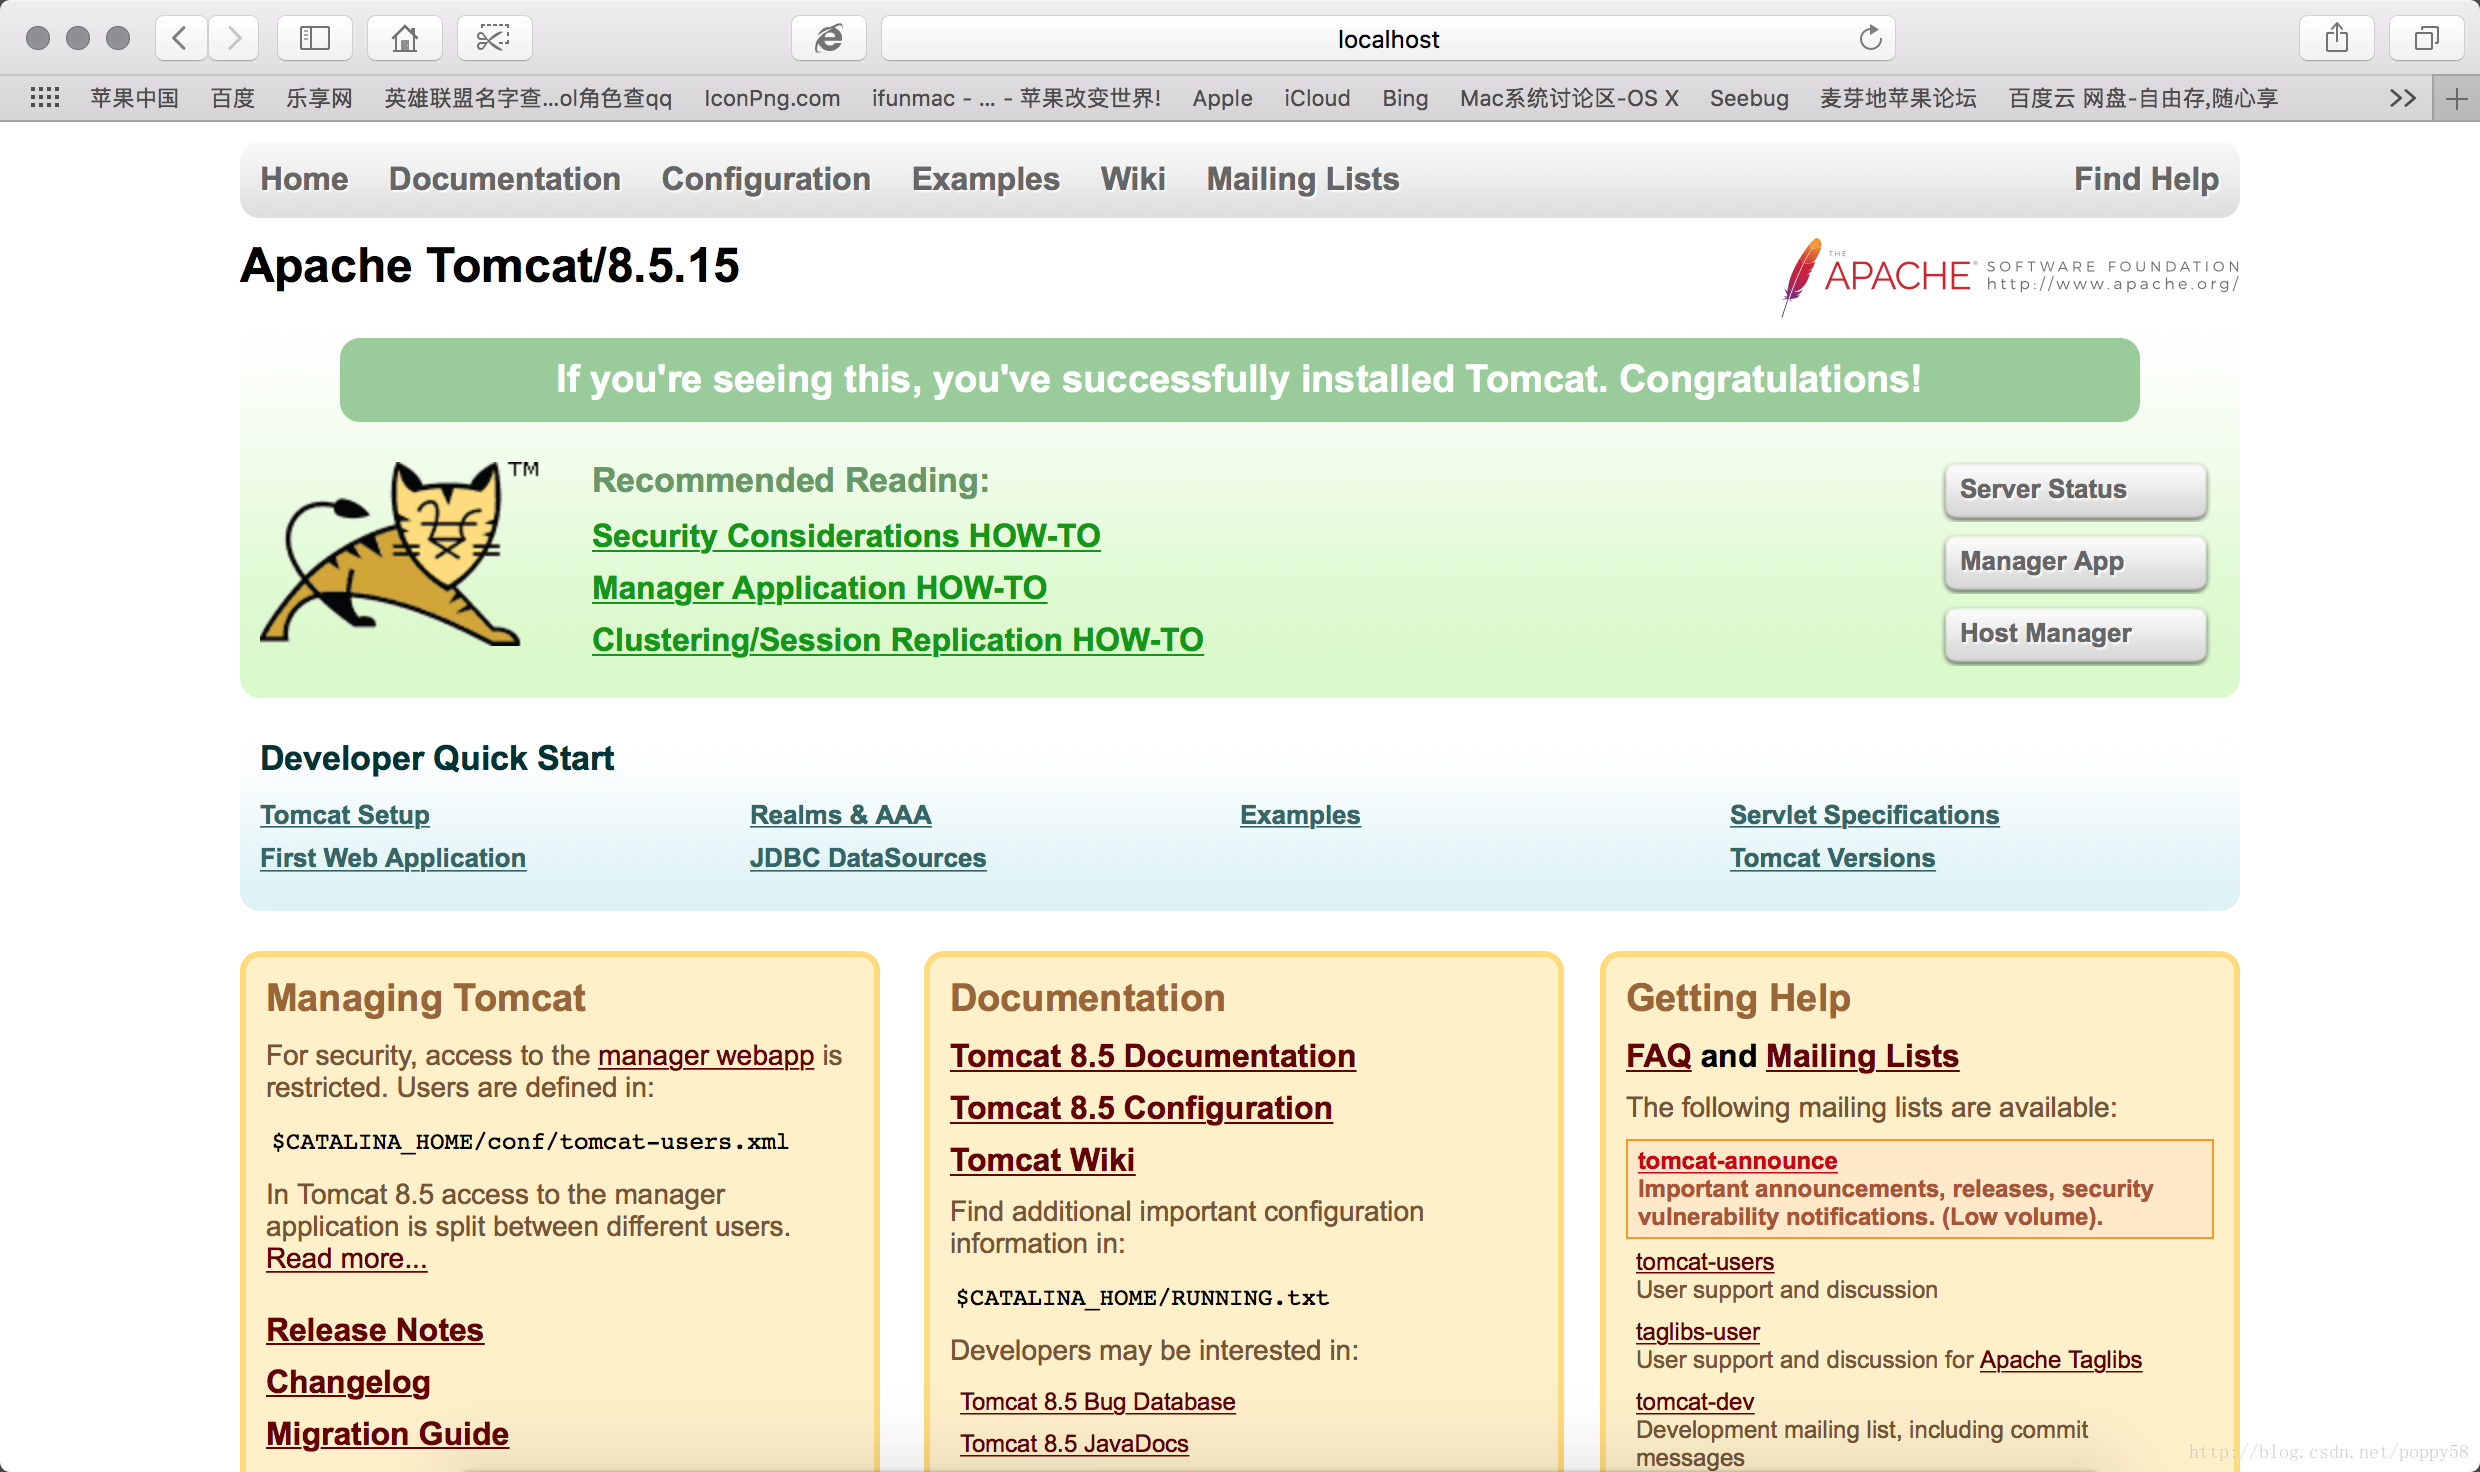 localhost
苹果中国 百度 乐享网 英雄联盟名字查...ol角色查qq IconPng.com ifunmac - ... - 苹果改变世界! Apple iCloud Bing Mac系统讨论区-OS X Seebug 麦芽地苹果论坛 百度云 网盘-自由存,随心享
Home Documentation Configuration Examples Wiki Mailing Lists Find Help
Apache Tomcat/8.5.15
THE
APACHE® SOFTWARE FOUNDATION
http://www.apache.org/
If you're seeing this, you've successfully installed Tomcat. Congratulations!
TM
Recommended Reading:
Security Considerations HOW-TO
Manager Application HOW-TO
Clustering/Session Replication HOW-TO
Server Status
Manager App
Host Manager
Developer Quick Start
Tomcat Setup Realms & AAA Examples Servlet Specifications
First Web Application JDBC DataSources Tomcat Versions
Managing Tomcat
For security, access to the manager webapp is
restricted. Users are defined in:
$CATALINA_HOME/conf/tomcat-users.xml
In Tomcat 8.5 access to the manager
application is split between different users.
Read more...
Release Notes
Changelog
Migration Guide
Documentation
Tomcat 8.5 Documentation
Tomcat 8.5 Configuration
Tomcat Wiki
Find additional important configuration
information in:
$CATALINA_HOME/RUNNING.txt
Developers may be interested in:
Tomcat 8.5 Bug Database
Tomcat 8.5 JavaDocs
Getting Help
FAQ and Mailing Lists
The following mailing lists are available:
tomcat-announce
Important announcements, releases, security
vulnerability notifications. (Low volume).
tomcat-users
User support and discussion
taglibs-user
User support and discussion for Apache Taglibs
tomcat-dev
Development mailing list, including commit
messages
http://blog.csdn.net/poppy58